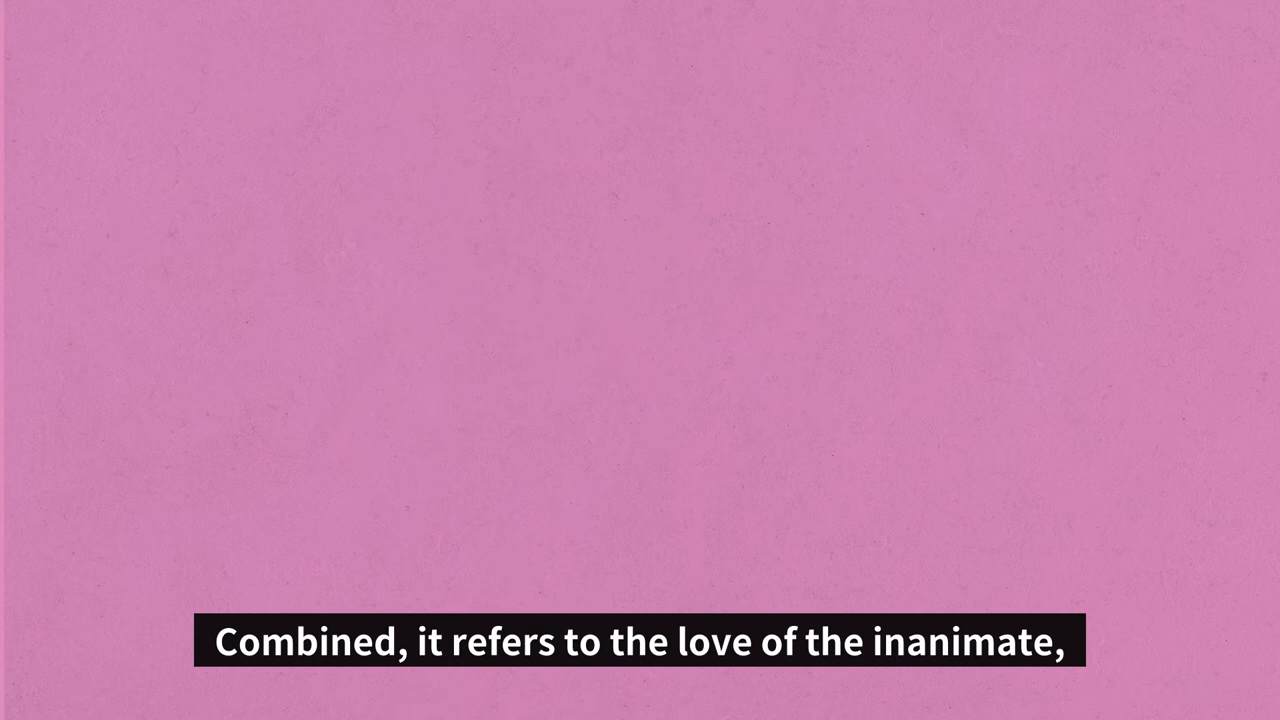 Combined, it refers to the love of the inanimate,